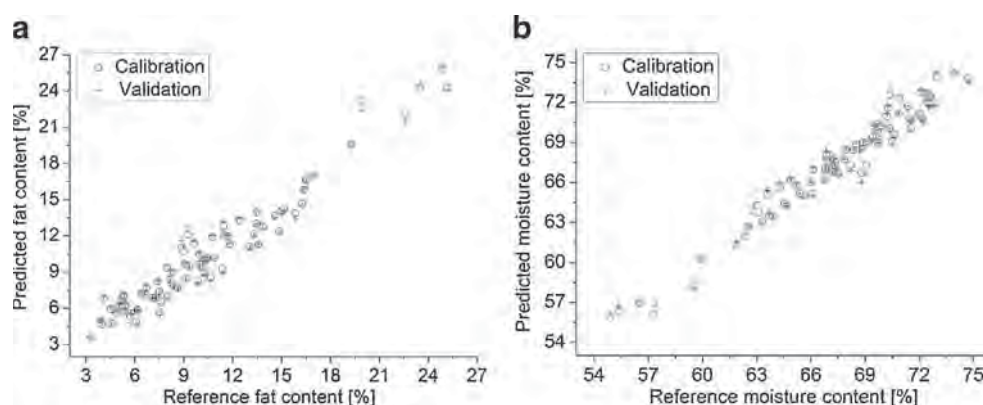 a
Calibration
Validation
Predicted fat content [%]
27
24
21
18
15
12
9
6
3
3 6 9 12 15 18 21 24 27
Reference fat content [%]
b
Calibration
Validation
Predicted moisture content [%]
75
72
69
66
63
60
57
53
54 57 60 63 66 69 72 75
Reference moisture content [%]